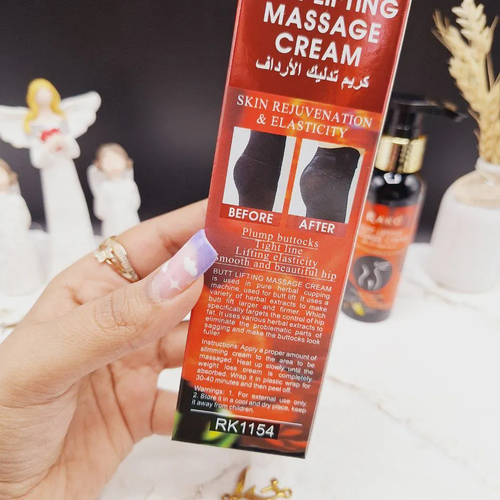 LIFTING
MASSAGE
CREAM
كريم تدليك الأرداف
SKIN REJUVENATION
& ELASTICITY
BEFORE
AFTER
Plump buttocks
Tight line
Lifting elasticity
Smooth and beautiful hip
BUTT LIFTING MASSAGE CREAM
is used in pure herbal cupping
machine, used for butt lift. It uses a
variety of herbal extracts to make
butt lift larger and firmer. Which
specifically targets the control of hip
fat. It uses various herbal extracts to
eliminate the problematic parts of
sagging and make the buttocks look
fuller
Instructions: Apply a proper amount of
slimming cream to the area to be
massaged. Heat up slowly until the
weight loss cream is completely
absorbed. Wrap it in plastic wrap for
30-40 minutes and then peel off.
Warnings: 1. For external use only.
2. Store it in a cool and dry place, keep
it away from children.
RK1154